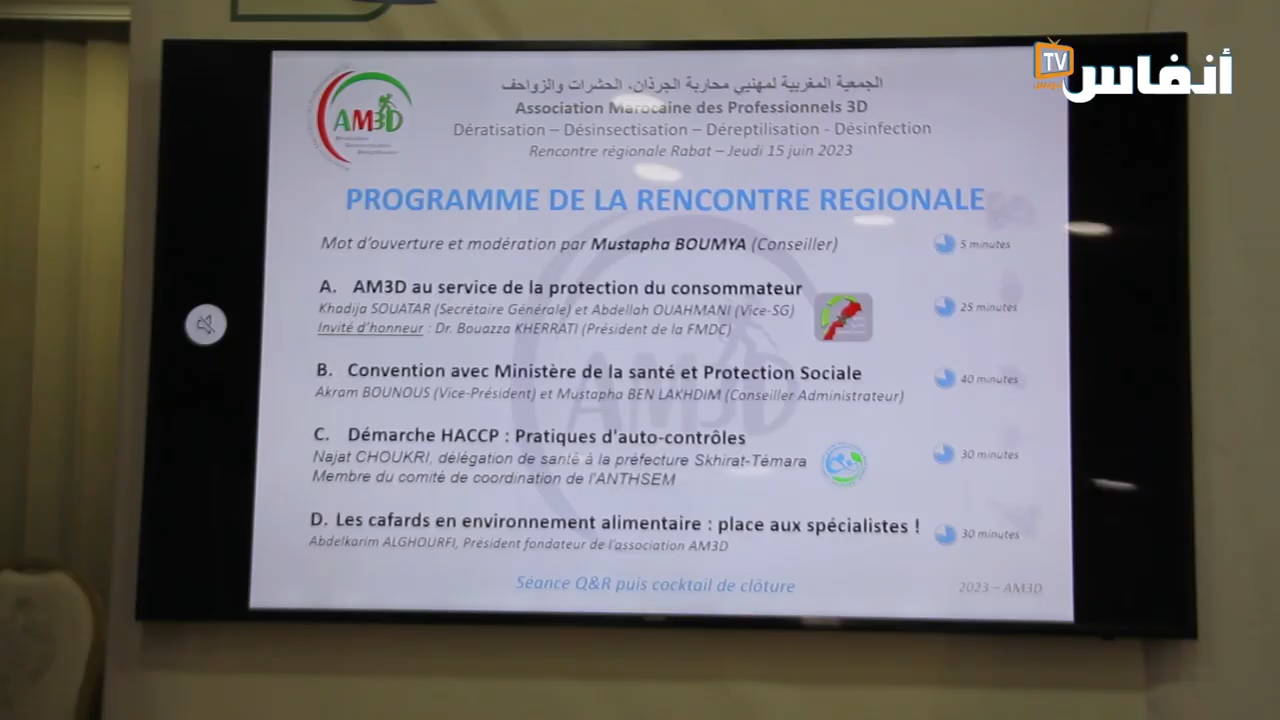 TV
أنفاس
بريس
AM3D
الجمعية المغربية لمهنيي محاربة الجرذان، الحشرات والزواحف
Association Marocaine des Professionnels 3D
Dératisation – Désinsectisation – Déreptilisation - Désinfection
Rencontre régionale Rabat – Jeudi 15 juin 2023
PROGRAMME DE LA RENCONTRE REGIONALE
Mot d'ouverture et modération par Mustapha BOUMYA (Conseiller) 5 minutes
A. AM3D au service de la protection du consommateur
Khadija SOUATAR (Secrétaire Générale) et Abdellah OUAHMANI (Vice-SG) 25 minutes
Invité d'honneur : Dr. Bouazza KHERRATI (Président de la FMDC)
B. Convention avec Ministère de la santé et Protection Sociale 40 minutes
Akram BOUNOUS (Vice-Président) et Mustapha BEN LAKHDIM (Conseiller Administrateur)
C. Démarche HACCP : Pratiques d'auto-contrôles
Najat CHOUKRI, délégation de santé à la préfecture Skhirat-Témara 30 minutes
Membre du comité de coordination de l'ANTHSEM
D. Les cafards en environnement alimentaire : place aux spécialistes ! 30 minutes
Abdelkarim ALGHOURFI, Président fondateur de l'association AM3D
Séance Q&R puis cocktail de clôture
2023 – AM3D
AM3D